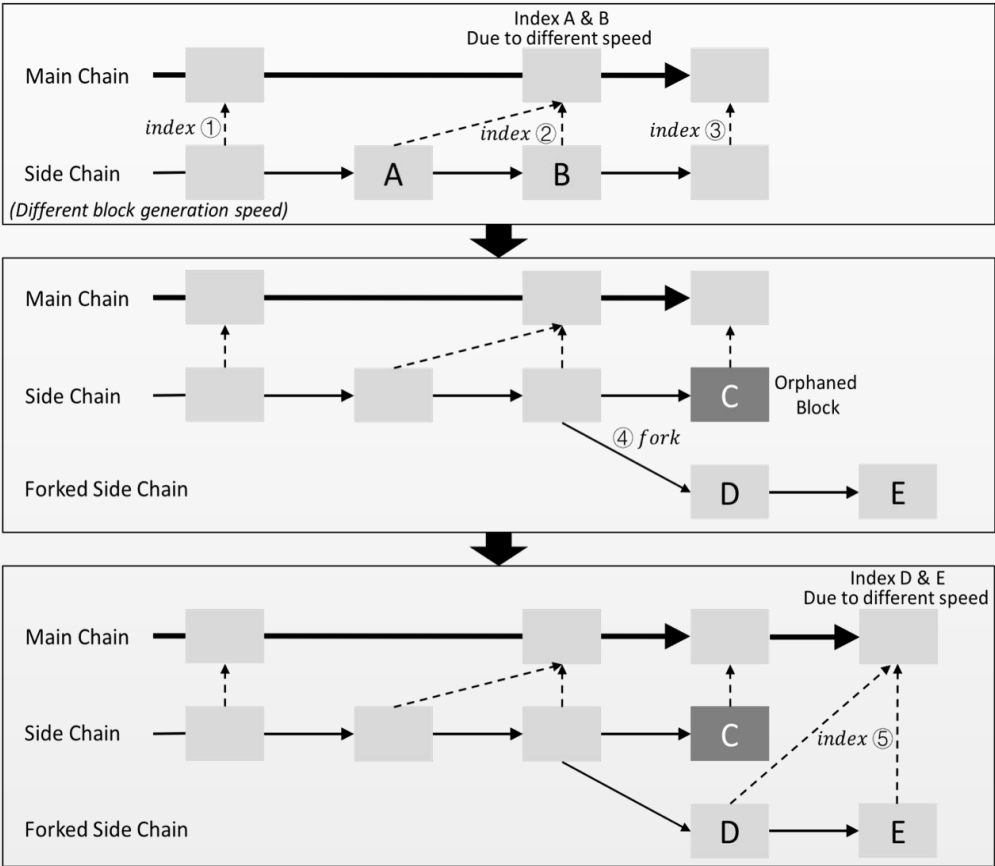 Index A & B
Due to different speed
Main Chain
index ①
index ②
index ③
Side Chain
A
B
(Different block generation speed)
Main Chain
Side Chain
C
Orphaned
Block
④ fork
Forked Side Chain
D
E
Index D & E
Due to different speed
Main Chain
Side Chain
C
index ⑤
Forked Side Chain
D
E